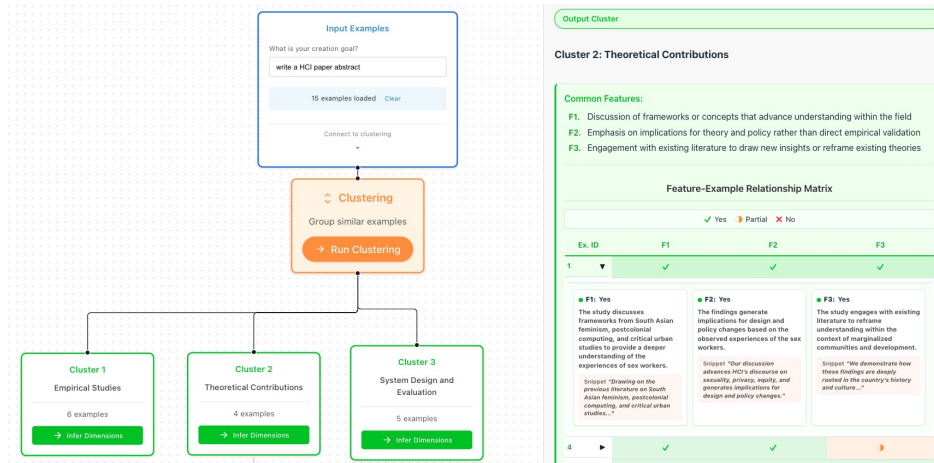 Input Examples
What is your creation goal?
write a HCI paper abstract
15 examples loaded Clear
Connect to clustering
Clustering
Group similar examples
→ Run Clustering
Cluster 1
Empirical Studies
6 examples
→ Infer Dimensions
Cluster 2
Theoretical Contributions
4 examples
→ Infer Dimensions
Cluster 3
System Design and
Evaluation
5 examples
→ Infer Dimensions
Output Cluster
Cluster 2: Theoretical Contributions
Common Features:
F1. Discussion of frameworks or concepts that advance understanding within the field
F2. Emphasis on implications for theory and policy rather than direct empirical validation
F3. Engagement with existing literature to draw new insights or reframe existing theories
Feature-Example Relationship Matrix
✓ Yes Partial ✕ No
Ex. ID F1 F2 F3
1 ▼ ✓ ✓ ✓
F1: Yes
The study discusses
frameworks from South Asian
feminism, postcolonial
computing, and critical urban
studies to provide a deeper
understanding of the
experiences of sex workers.
Snippet "Drawing on the
previous literature on South
Asian feminism, postcolonial
computing, and critical urban
studies..."
F2: Yes
The findings generate
implications for design and
policy changes based on the
observed experiences of the sex
workers.
Snippet "Our discussion
advances HCI's discourse on
sexuality, privacy, equity, and
generates implications for
design and policy changes."
F3: Yes
The study engages with existing
literature to reframe
understanding within the
context of marginalized
communities and development.
Snippet "We demonstrate how
these findings are deeply
rooted in the country's history
and culture..."
4 ▶ ✓ ✓